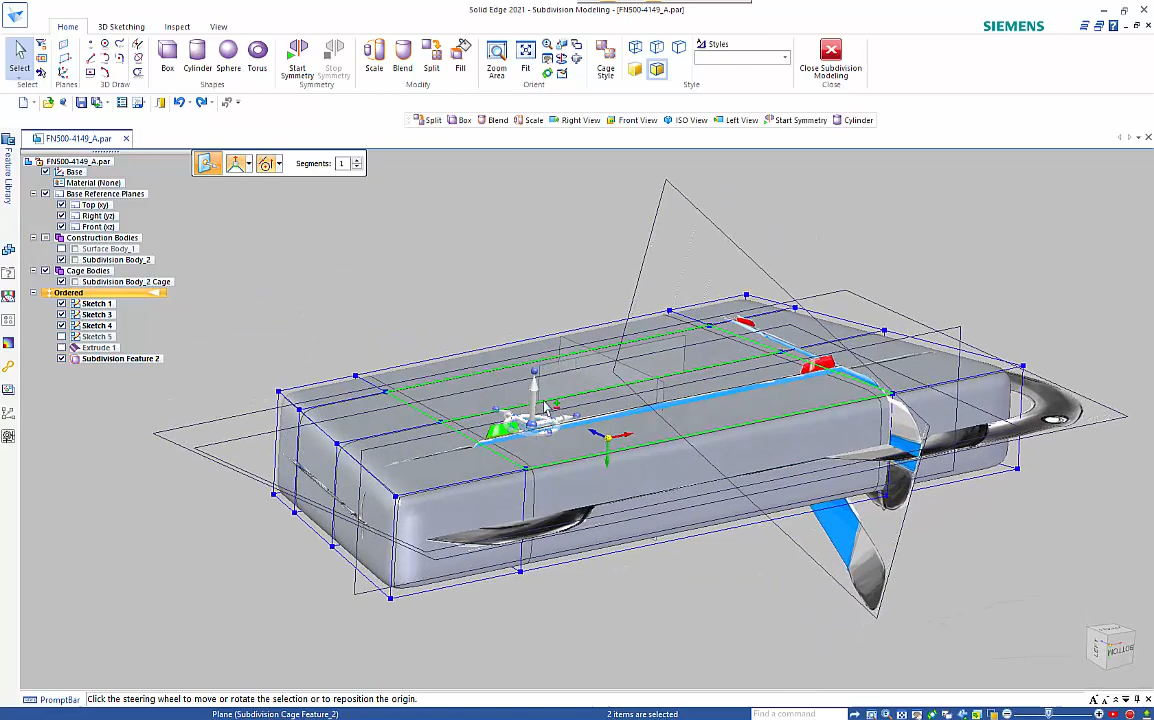 Solid Edge 2021 - Subdivision Modeling - [FN500-4149_A.par]
Home 3D Sketching Inspect View
SIEMENS
Select
Box Cylinder Sphere Torus
Start Symmetry Stop Symmetry
Scale Blend Split Fill
Zoom Area Fit
Cage Style
Styles
Close Subdivision Modeling
Select Planes 3D Draw Shapes Symmetry Modify Orient Style Close
Split Box Blend Scale Right View Front View ISO View Left View Start Symmetry Cylinder
FN500-4149_A.par
Feature Library
Segments: 1
FN500-4149_A.par
Base
Material (None)
Base Reference Planes
Top (xy)
Right (yz)
Front (xz)
Construction Bodies
Surface Body_1
Subdivision Body_2
Cage Bodies
Subdivision Body_2 Cage
Ordered
Sketch 1
Sketch 3
Sketch 4
Sketch 5
Extrude 1
Subdivision Feature 2
BOTTOM
PromptBar Click the steering wheel to move or rotate the selection or to reposition the origin.
Plane (Subdivision Cage Feature_2) 2 items are selected Find a command